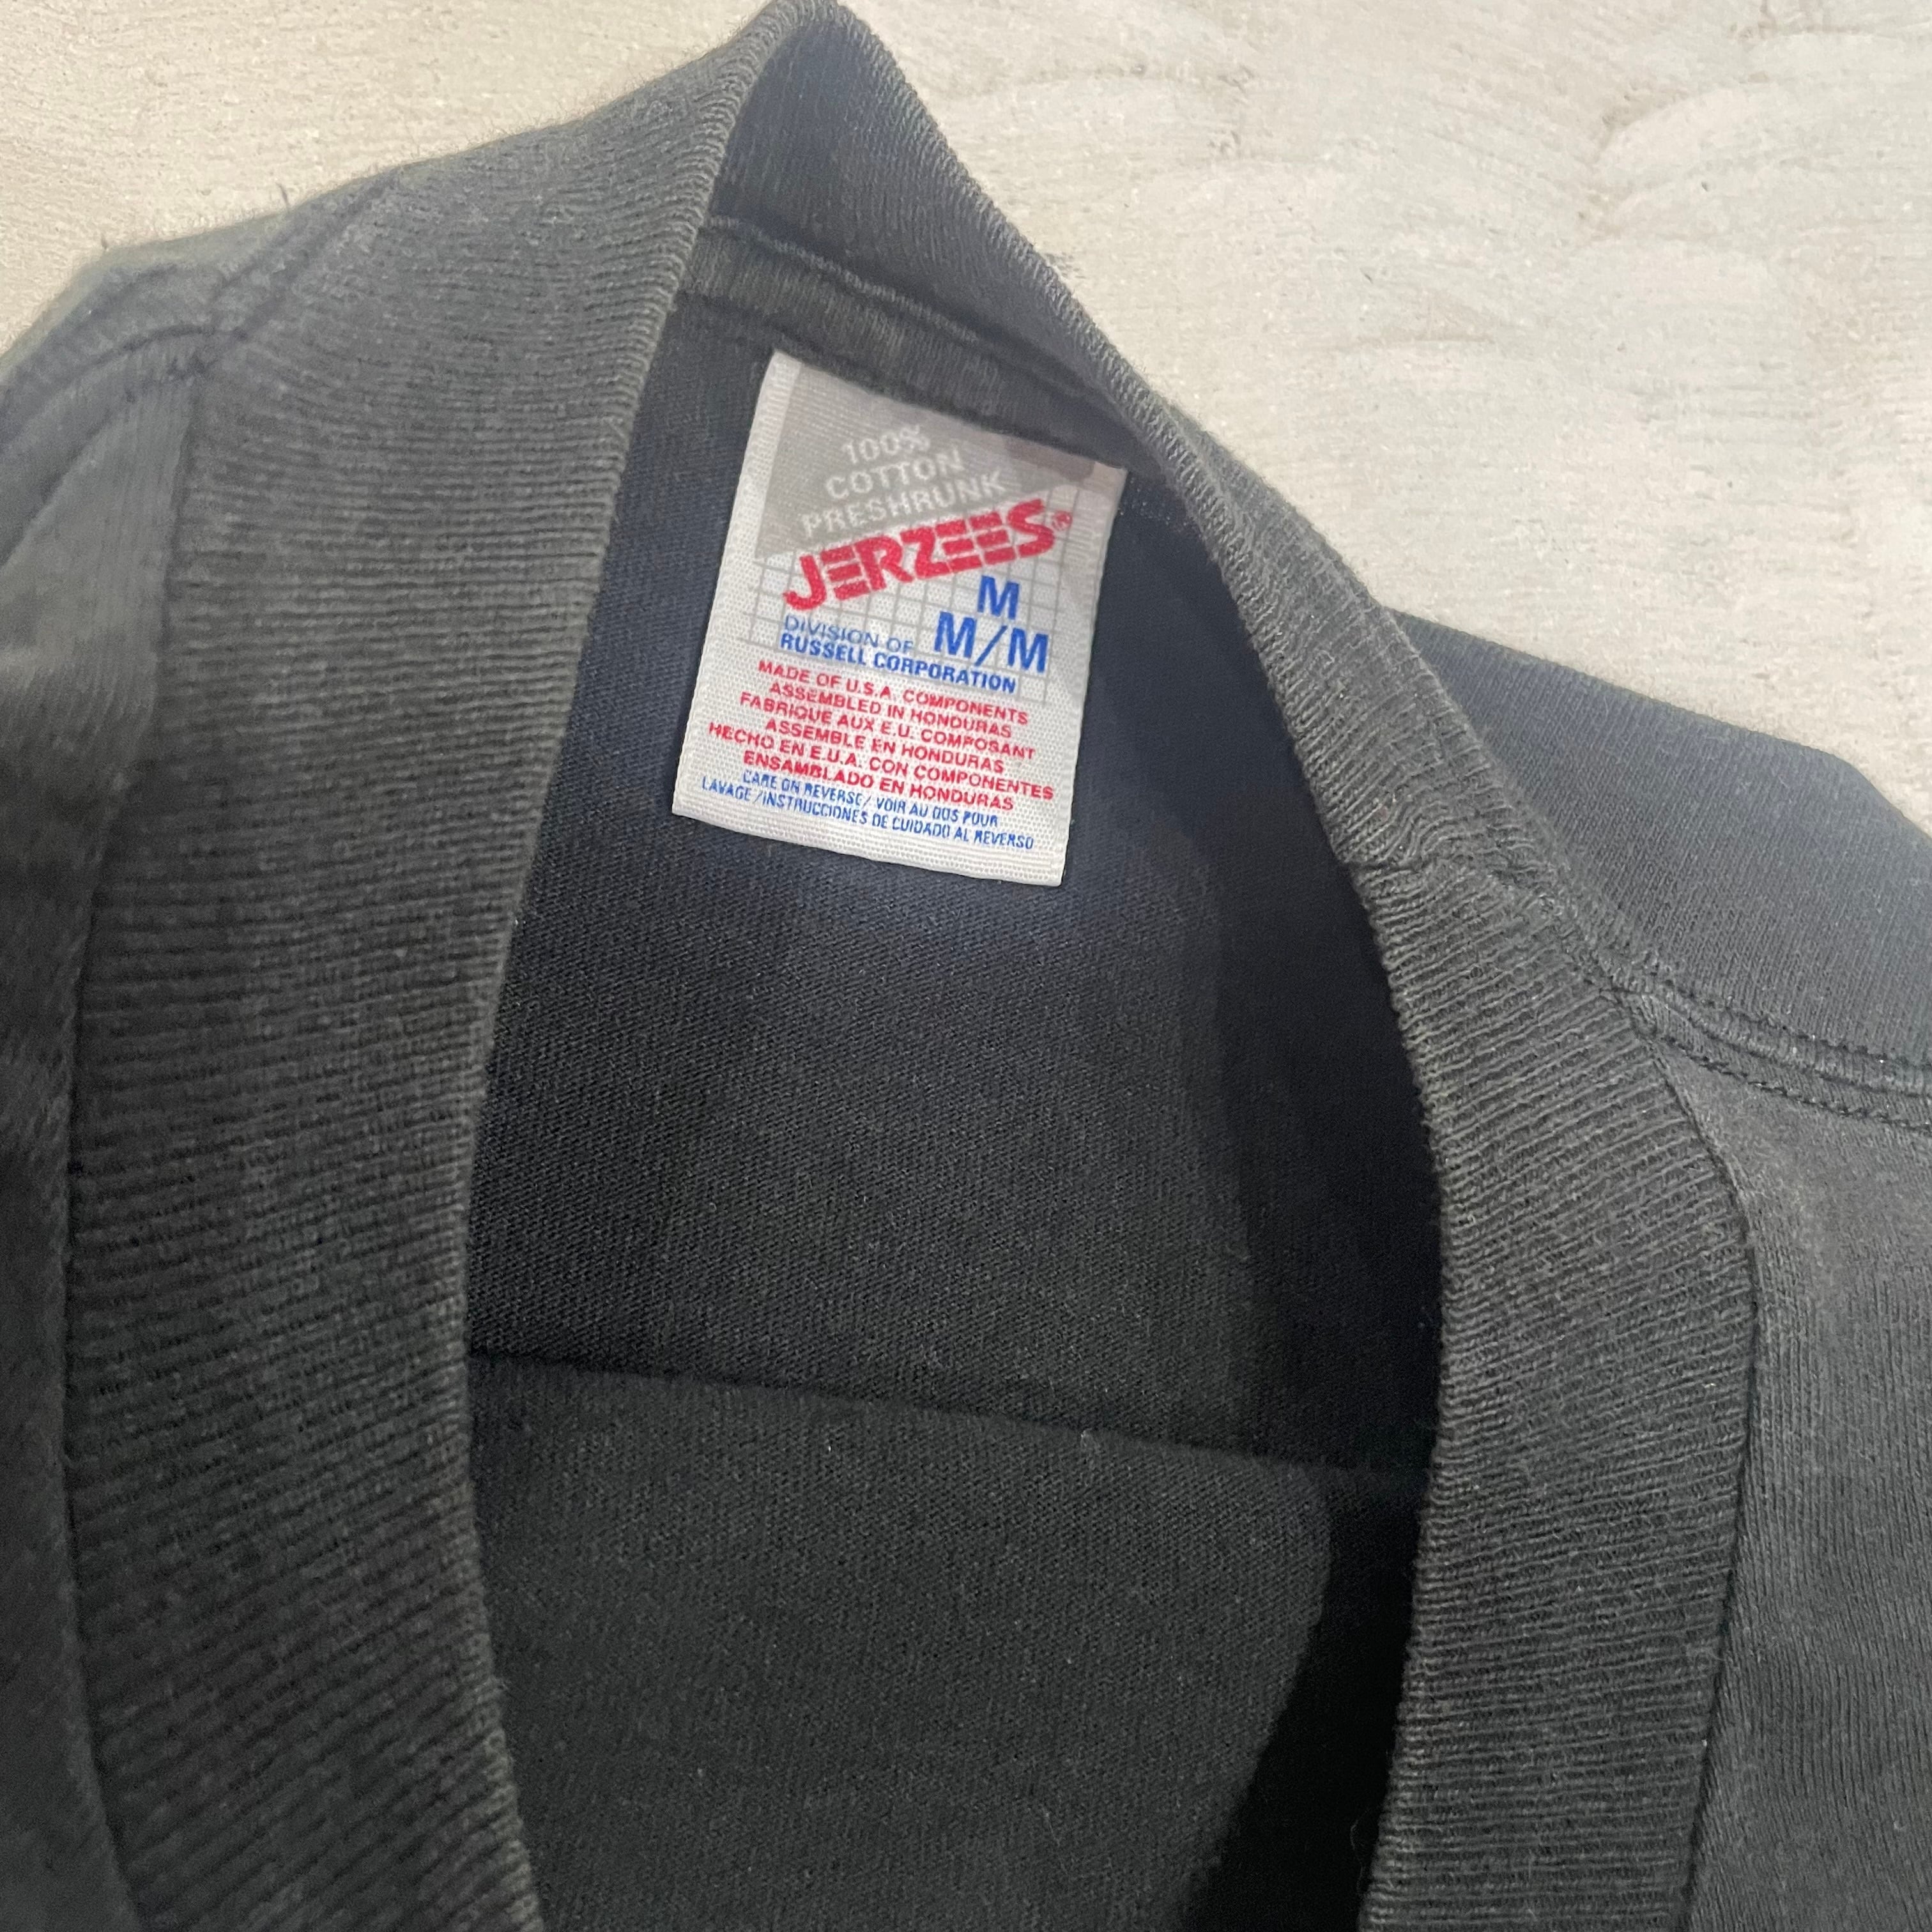 100%
COTTON
PRESHRUNK
JERZEES®
M
M/M
DIVISION OF
RUSSELL CORPORATION
MADE OF U.S.A. COMPONENTS
ASSEMBLED IN HONDURAS
FABRIQUE AUX E.U. COMPOSANT
ASSEMBLE EN HONDURAS
HECHO EN E.U.A. CON COMPONENTES
ENSAMBLADO EN HONDURAS
CARE ON REVERSE/VOIR AU DOS POUR
LAVAGE/INSTRUCCIONES DE CUIDADO AL REVERSO